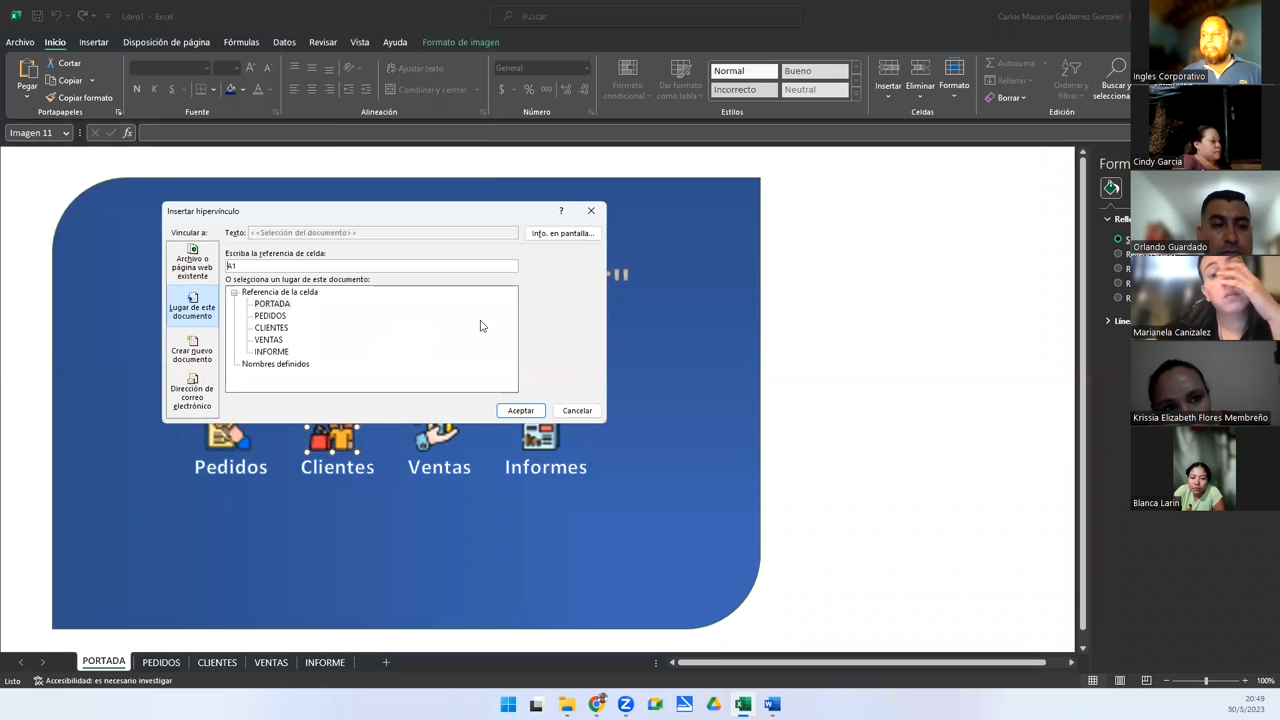 Libro1 - Excel
Buscar
Carlos Mauricio Galdamez Gonzalez
Archivo Inicio Insertar Disposición de página Fórmulas Datos Revisar Vista Ayuda Formato de imagen
Pegar
Cortar
Copiar
Copiar formato
Portapapeles
N K S
Fuente
Ajustar texto
Combinar y centrar
Alineación
General
$ % 000
Número
Formato condicional
Dar formato como tabla
Normal Bueno
Incorrecto Neutral
Estilos
Insertar Eliminar Formato
Celdas
Autosuma
Rellenar
Borrar
Ordenar y filtrar
Buscar y selecciona
Edición
Imagen 11
fx
Insertar hipervínculo
?
Vincular a:
Texto: <<Selección del documento>>
Info. en pantalla...
Archivo o página web existente
Lugar de este documento
Crear nuevo documento
Dirección de correo electrónico
Escriba la referencia de celda:
A1
O selecciona un lugar de este documento:
Referencia de la celda
PORTADA
PEDIDOS
CLIENTES
VENTAS
INFORME
Nombres definidos
Aceptar Cancelar
"
Pedidos Clientes Ventas Informes
Form
Relle
S
R
R
R
Línea
Ingles Corporativo
Cindy Garcia
Orlando Guardado
Marianela Canizalez
Krissia Elizabeth Flores Membreño
Blanca Larin
PORTADA PEDIDOS CLIENTES VENTAS INFORME
Listo
Accesibilidad: es necesario investigar
100%
20:49
30/5/2023